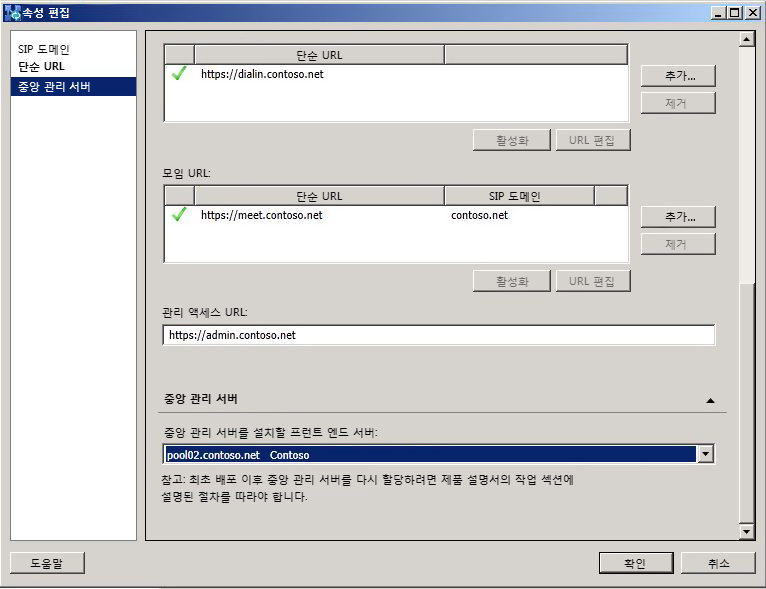 속성 편집
SIP 도메인
단순 URL
중앙 관리 서버
단순 URL
https://dialin.contoso.net
추가...
제거
활성화
URL 편집
모임 URL:
단순 URL SIP 도메인
https://meet.contoso.net contoso.net
추가...
제거
활성화
URL 편집
관리 액세스 URL:
https://admin.contoso.net
중앙 관리 서버
중앙 관리 서버를 설치할 프런트 엔드 서버:
pool02.contoso.net Contoso
참고: 최초 배포 이후 중앙 관리 서버를 다시 할당하려면 제품 설명서의 작업 섹션에
설명된 절차를 따라야 합니다.
도움말
확인
취소